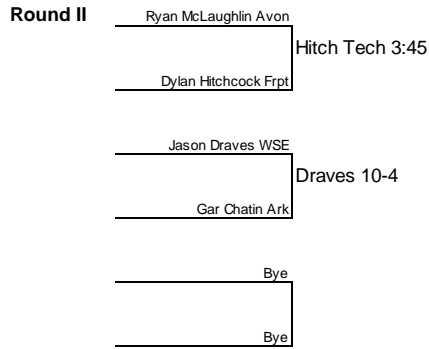 Round II
Ryan McLaughlin Avon
Hitch Tech 3:45
Dylan Hitchcock Frpt
Jason Draves WSE
Draves 10-4
Gar Chatin Ark
Bye
Bye